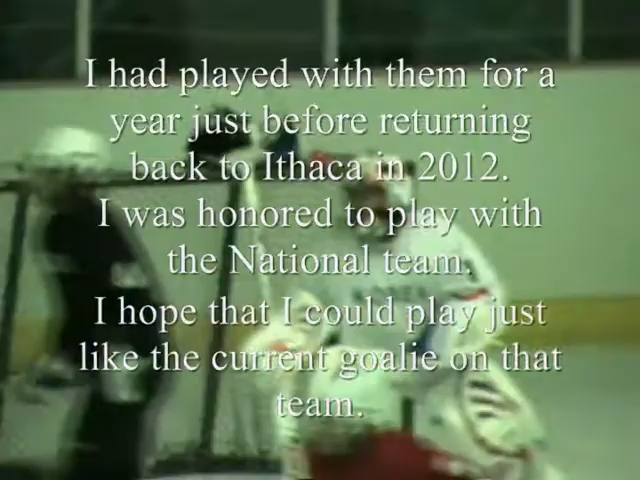 I had played with them for a
year just before returning
back to Ithaca in 2012.
I was honored to play with
the National team.
I hope that I could play just
like the current goalie on that
team.